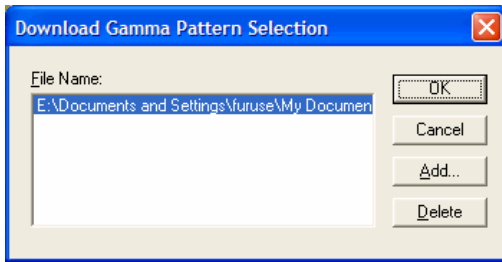 Download Gamma Pattern Selection
File Name:
E:\Documents and Settings\furuse\My Documen
OK
Cancel
Add...
Delete